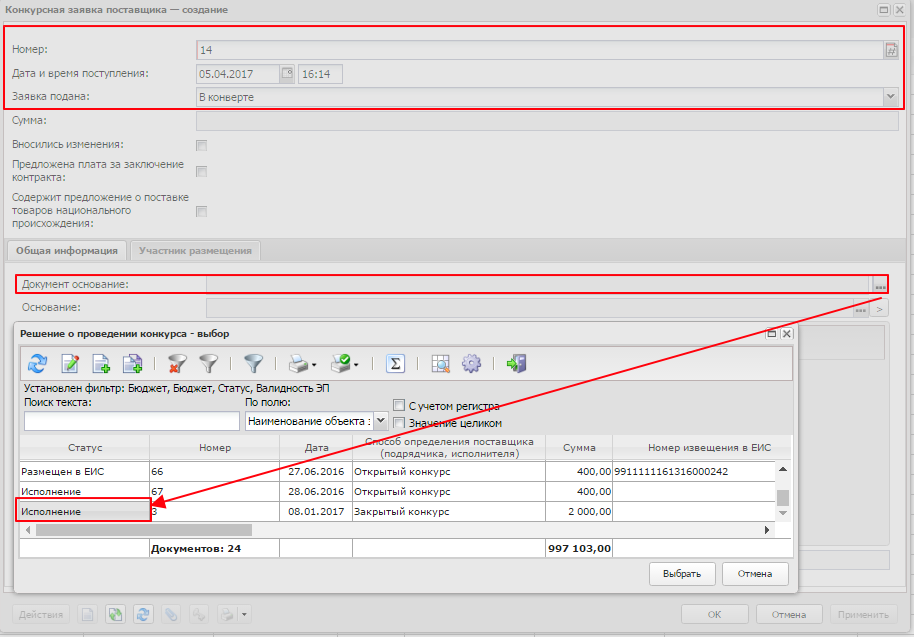 Конкурсная заявка поставщика — создание
Номер: 14
Дата и время поступления: 05.04.2017 16:14
Заявка подана: В конверте
Сумма:
Вносились изменения:
Предложена плата за заключение
контракта:
Содержит предложение о поставке
товаров национального
происхождения:
Общая информация Участник размещения
Документ основание: ...
Основание: ... >
Решение о проведении конкурса - выбор
Установлен фильтр: Бюджет, Бюджет, Статус, Валидность ЭП
Поиск текста: По полю: С учетом регистра
Наименование объекта : Значение целиком
Статус Номер Дата Способ определения поставщика (подрядчика, исполнителя) Сумма Номер извещения в ЕИС
Размещен в ЕИС 66 27.06.2016 Открытый конкурс 400,00 9911111161316000242
Исполнение 67 28.06.2016 Открытый конкурс 400,00
Исполнение 3 08.01.2017 Закрытый конкурс 2 000,00
Документов: 24 997 103,00
Выбрать Отмена
Действия ОК Отмена Применить